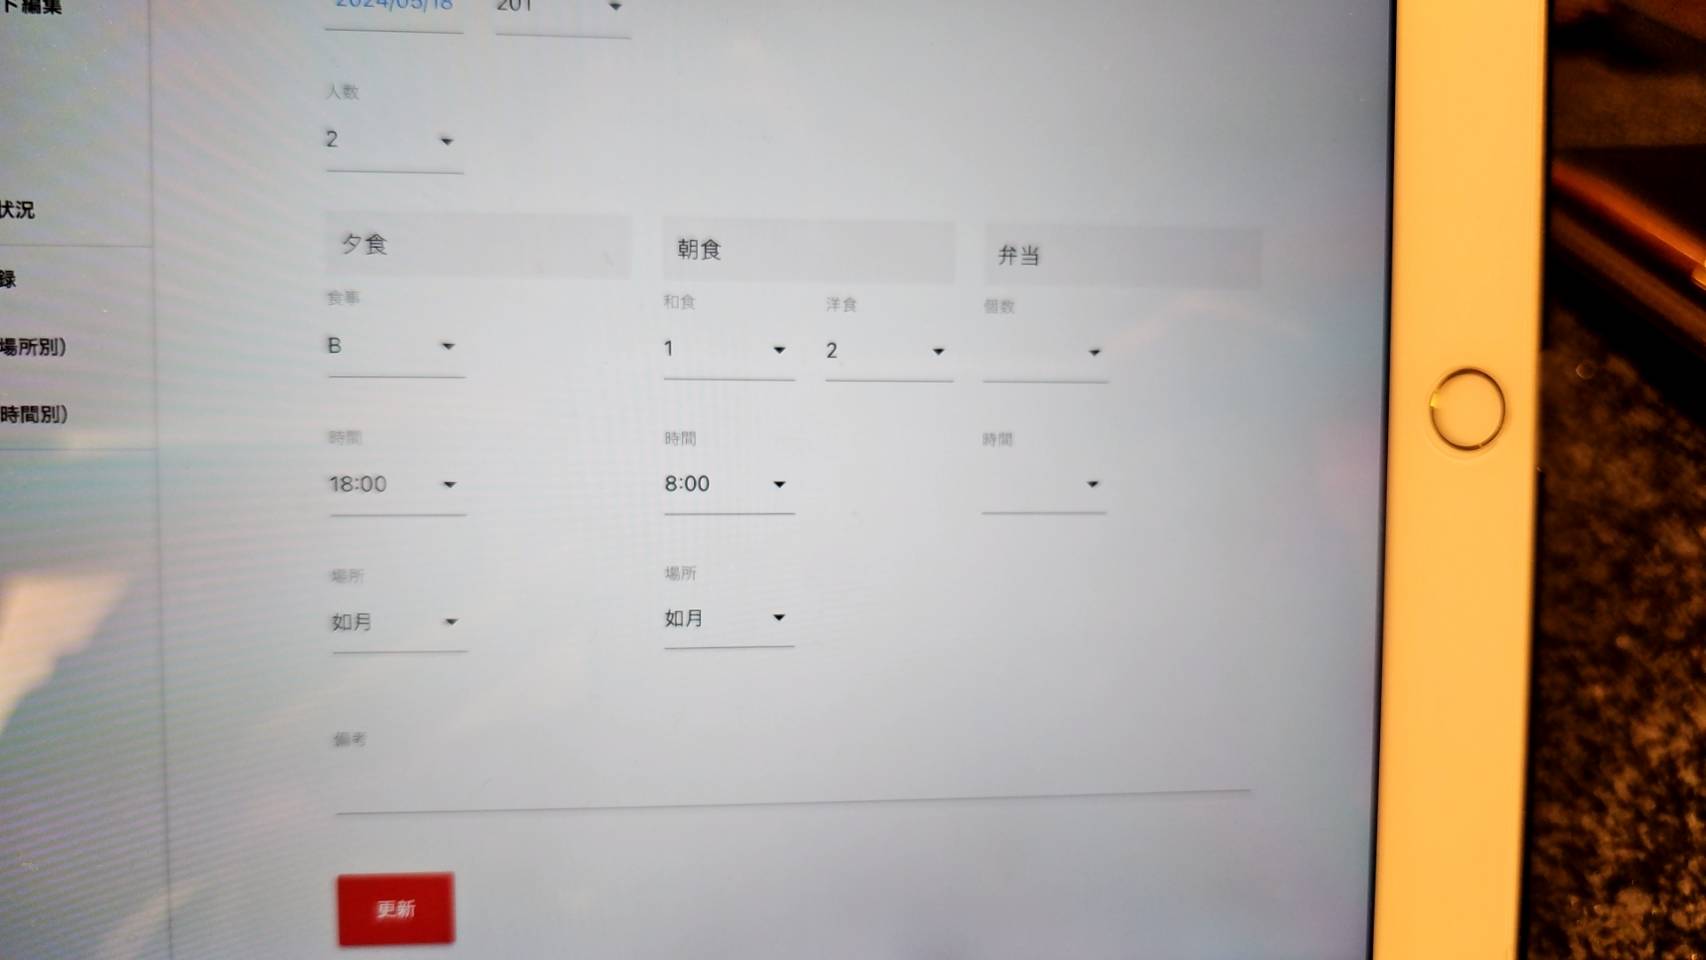 ド編集
2024/05/18 201
人数
2
状況
夕食 朝食 弁当
録
食事 和食 洋食 個数
場所別)
B 1 2
時間別)
時間 時間 時間
18:00 8:00
場所 場所
如月 如月
備考
更新